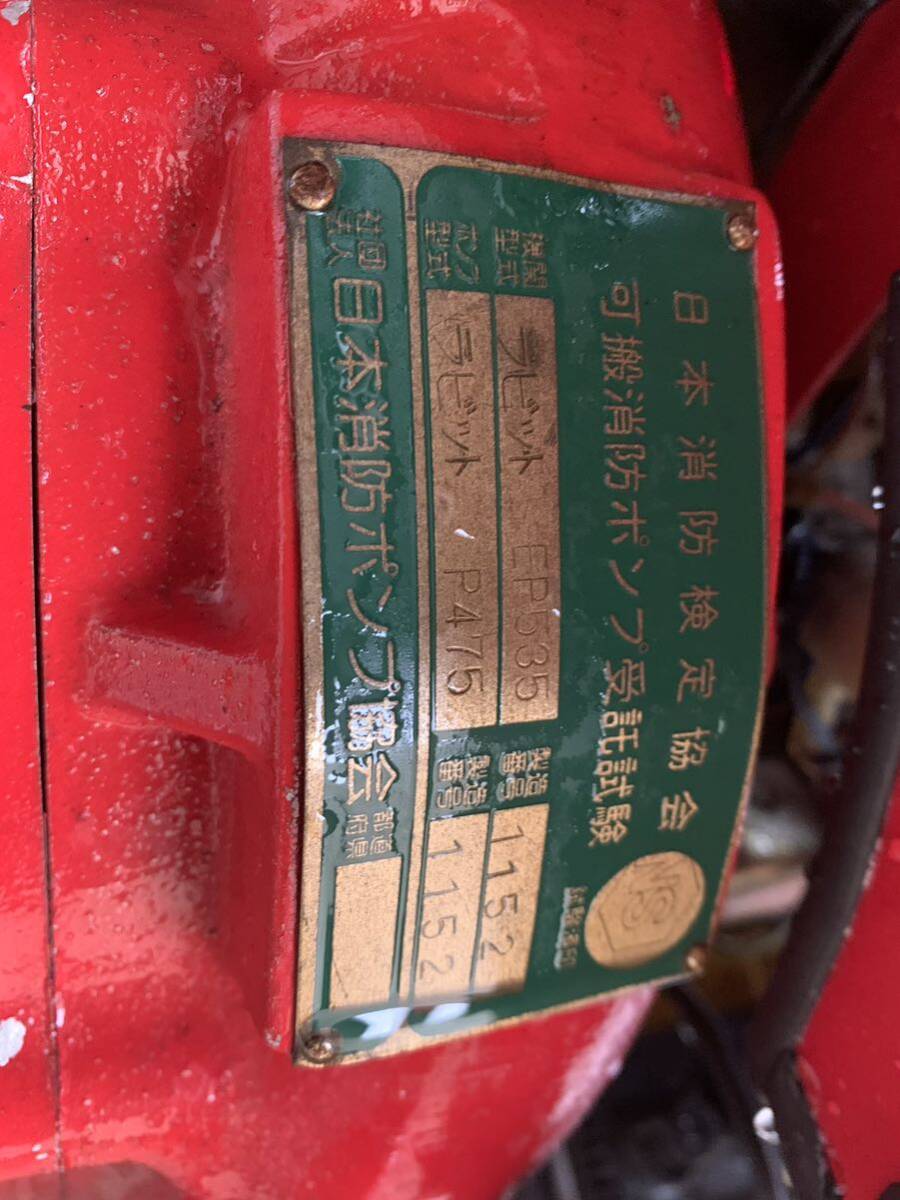 日本消防検定協会
可搬消防ポンプ受託試験
NS
機関型式 ラビット EP535 製造番号 1152
ポンプ型式 ラビット P475 製造番号 1152
社団法人 日本消防ポンプ協会 都道府県